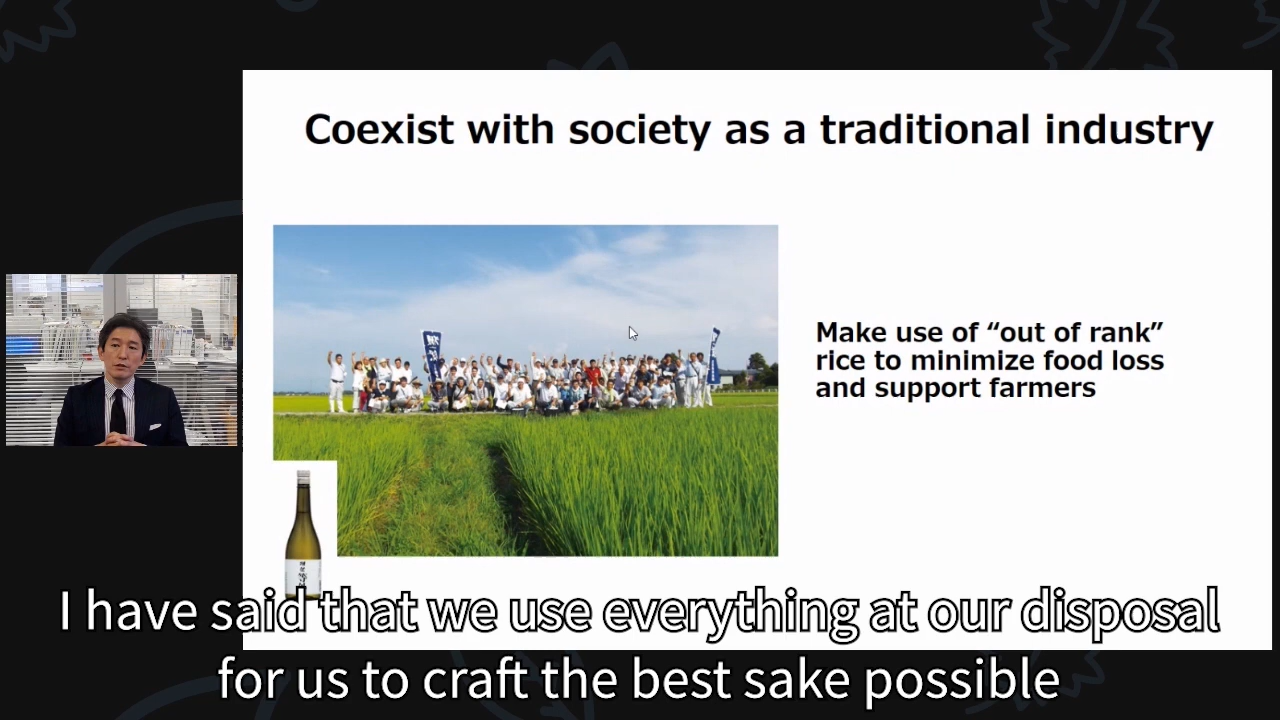 Coexist with society as a traditional industry
Make use of “out of rank”
rice to minimize food loss
and support farmers
I have said that we use everything at our disposal
for us to craft the best sake possible